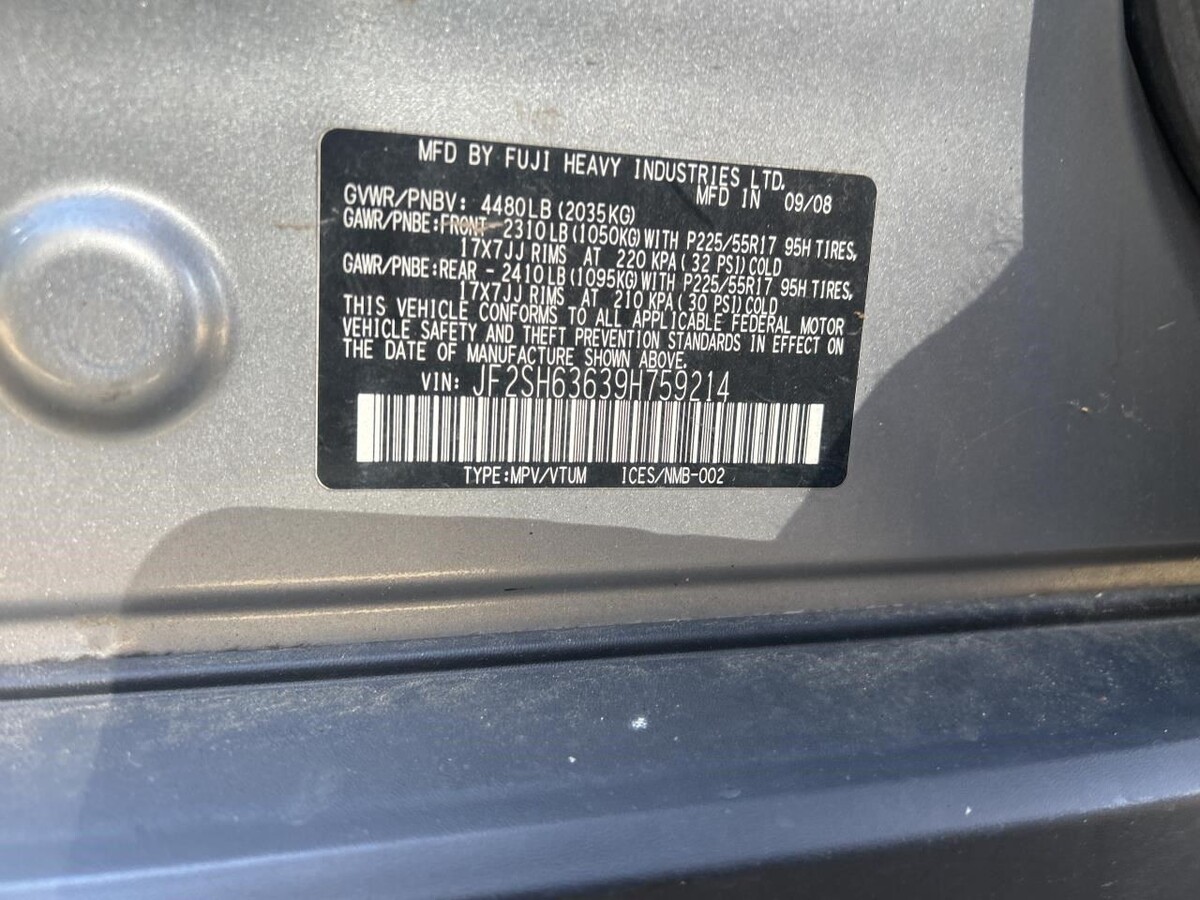 MFD BY FUJI HEAVY INDUSTRIES LTD.
MFD IN 09/08
GVWR/PNBV: 4480LB (2035KG)
GAWR/PNBE:FRONT- 2310LB (1050KG) WITH P225/55R17 95H TIRES,
17X7JJ RIMS AT 220 KPA ( 32 PSI) COLD
GAWR/PNBE:REAR - 2410LB (1095KG) WITH P225/55R17 95H TIRES,
17X7JJ RIMS AT 210 KPA ( 30 PSI) COLD
THIS VEHICLE CONFORMS TO ALL APPLICABLE FEDERAL MOTOR
VEHICLE SAFETY AND THEFT PREVENTION STANDARDS IN EFFECT ON
THE DATE OF MANUFACTURE SHOWN ABOVE.
VIN: JF2SH63639H759214
TYPE:MPV/VTUM ICES/NMB-002